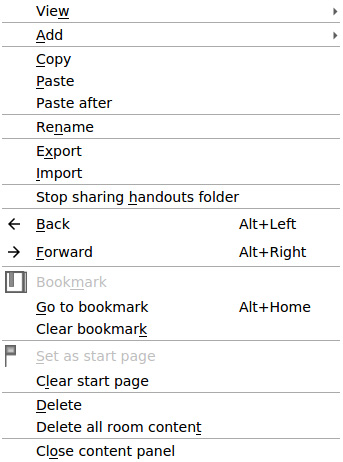 View
Add
Copy
Paste
Paste after
Rename
Export
Import
Stop sharing handouts folder
Back Alt+Left
Forward Alt+Right
Bookmark
Go to bookmark Alt+Home
Clear bookmark
Set as start page
Clear start page
Delete
Delete all room content
Close content panel